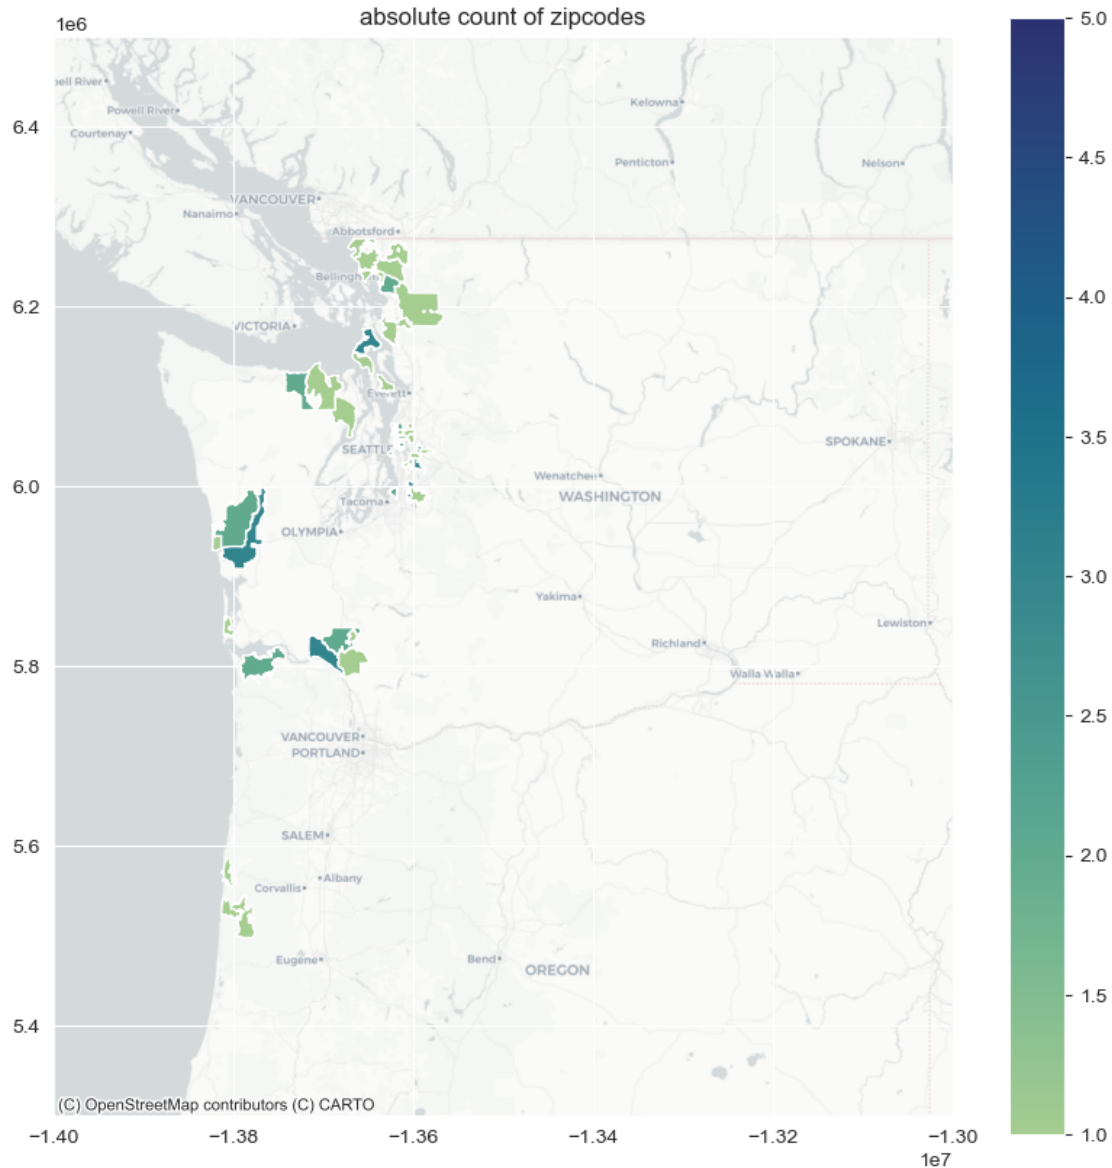 absolute count of zipcodes
1e6
5.0
Powell River
Courtenay
6.4
Kelowna
4.5
Penticton
Nelson
VANCOUVER
Nanaimo
Abbotsford
4.0
6.2
VICTORIA
3.5
Everett
SPOKANE
Wenatchee
6.0
WASHINGTON
Tacoma
OLYMPIA
3.0
Yakima
Lewiston
Richland
5.8
Walla Walla
2.5
VANCOUVER
PORTLAND
2.0
5.6
SALEM
Albany
Corvallis
Eugene
Bend
OREGON
1.5
5.4
(C) OpenStreetMap contributors (C) CARTO
1.0
−1.40
−1.38
−1.36
−1.34
−1.32
−1.30
1e7